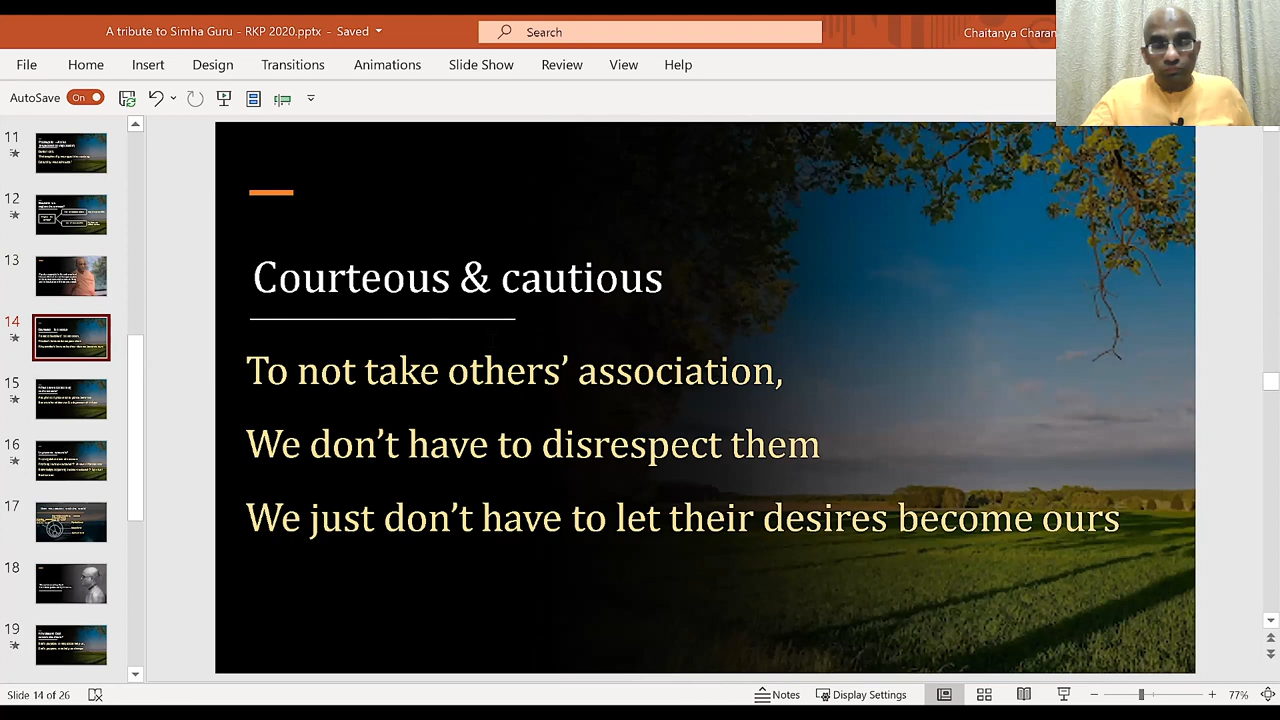 A tribute to Simha Guru - RKP 2020.pptx - Saved
Search
Chaitanya Charan
File Home Insert Design Transitions Animations Slide Show Review View Help
AutoSave On
11
12
13
14
15
16
17
18
19
Courteous & cautious
To not take others’ association,
We don’t have to disrespect them
We just don’t have to let their desires become ours
Slide 14 of 26
Notes
Display Settings
77%